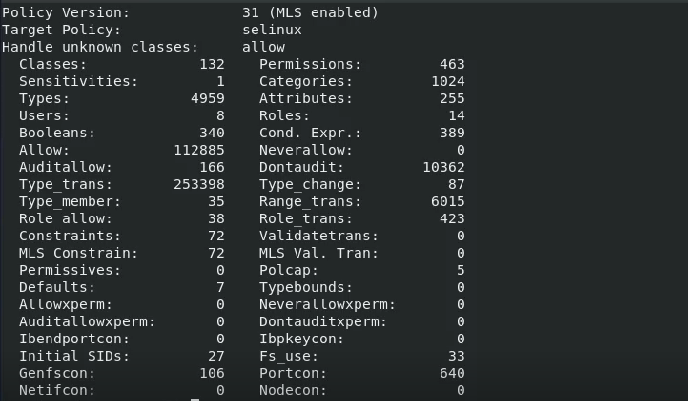 Policy Version: 31 (MLS enabled)
Target Policy: selinux
Handle unknown classes: allow
Classes: 132 Permissions: 463
Sensitivities: 1 Categories: 1024
Types: 4959 Attributes: 255
Users: 8 Roles: 14
Booleans: 340 Cond. Expr.: 389
Allow: 112885 Neverallow: 0
Auditallow: 166 Dontaudit: 10362
Type_trans: 253398 Type_change: 87
Type_member: 35 Range_trans: 6015
Role allow: 38 Role_trans: 423
Constraints: 72 Validatetrans: 0
MLS Constrain: 72 MLS Val. Tran: 0
Permissives: 0 Polcap: 5
Defaults: 7 Typebounds: 0
Allowxperm: 0 Neverallowxperm: 0
Auditallowxperm: 0 Dontauditxperm: 0
Ibendportcon: 0 Ibpkeycon: 0
Initial SIDs: 27 Fs_use: 33
Genfscon: 106 Portcon: 640
Netifcon: 0 Nodecon: 0